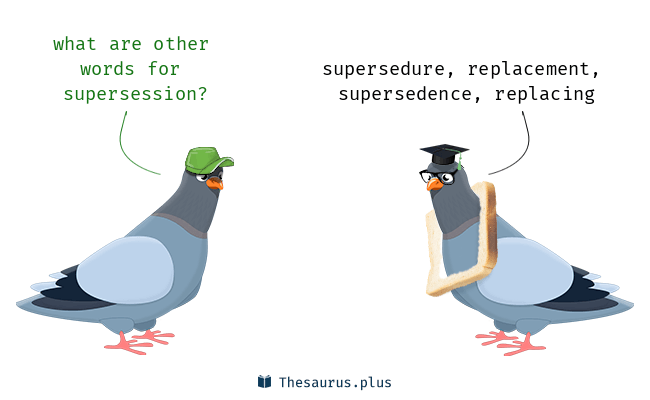 what are other
words for
supersession?
supersedure, replacement,
supersedence, replacing
Thesaurus.plus